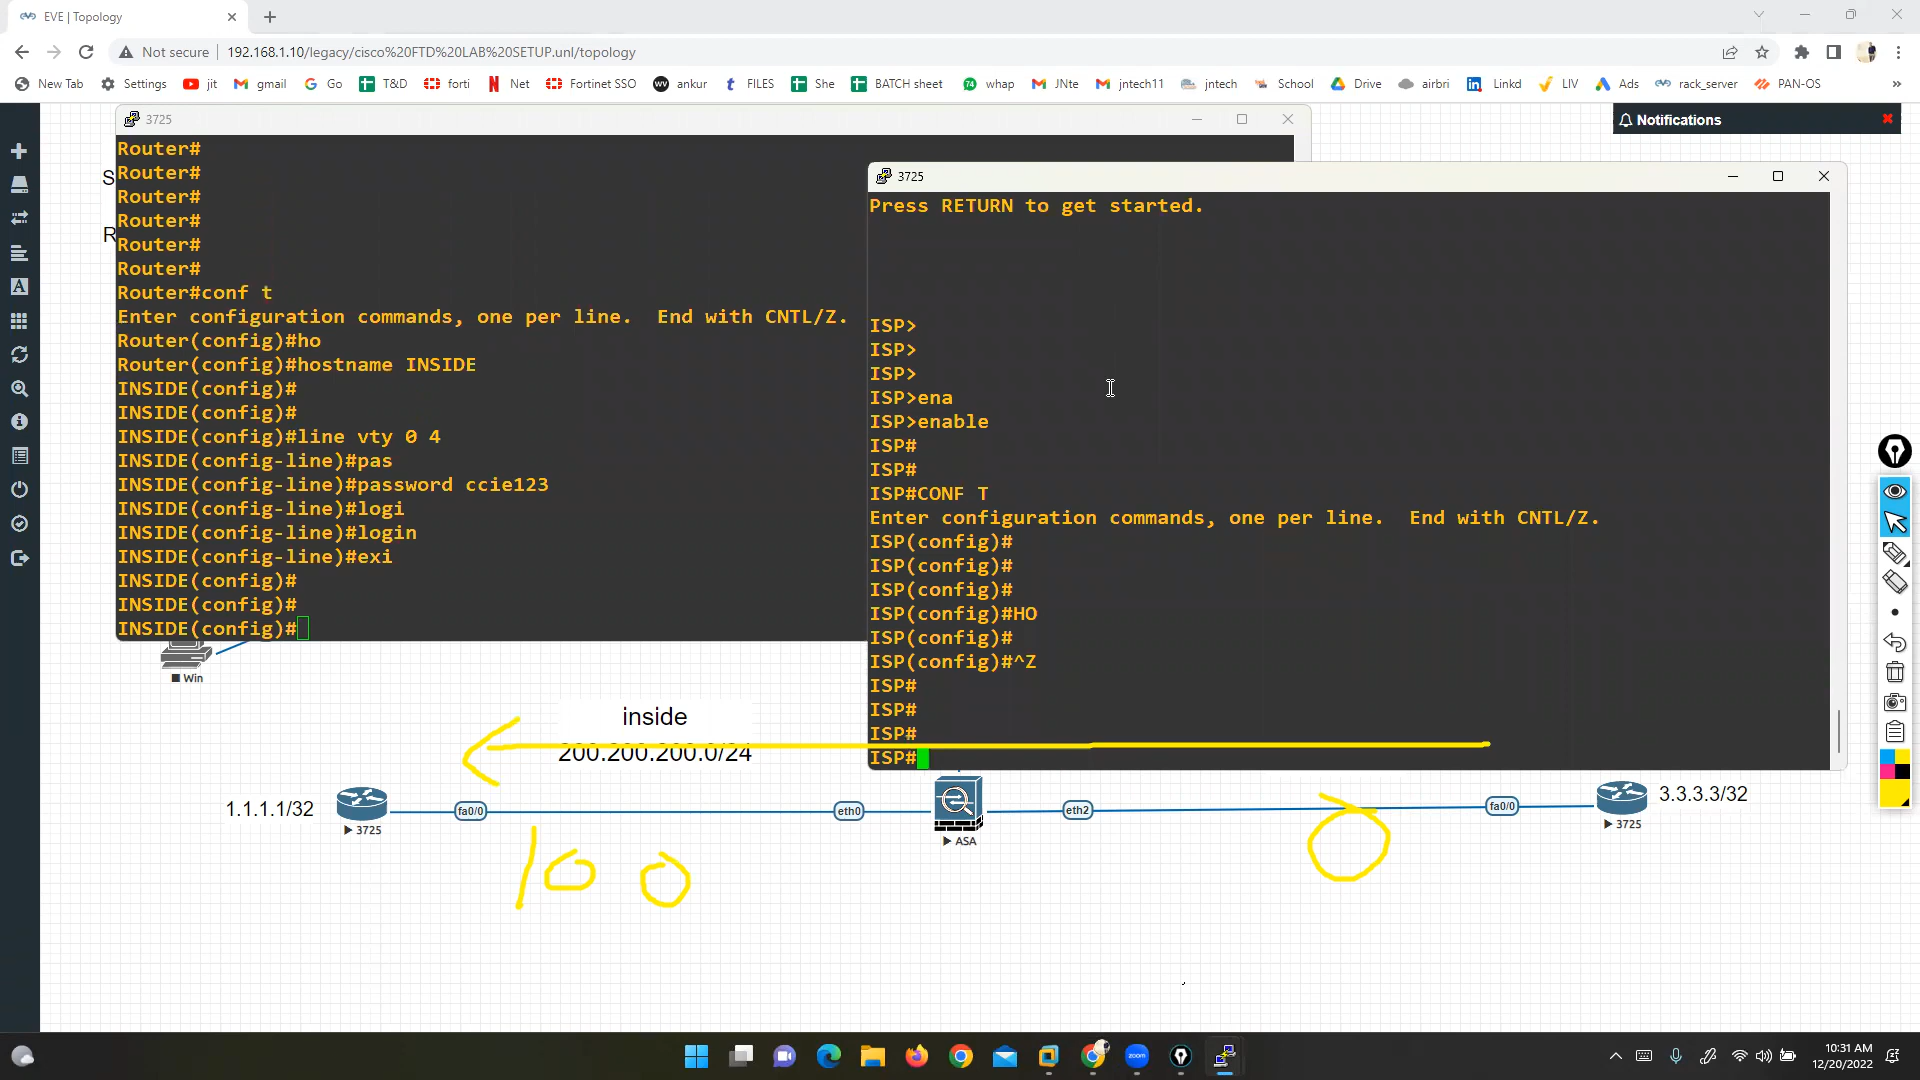 EVE | Topology
Not secure
192.168.1.10/legacy/cisco%20FTD%20LAB%20SETUP.unl/topology
New Tab Settings jit gmail Go T&D forti Net Fortinet SSO ankur FILES She BATCH sheet whap JNte jntech11 jntech School Drive airbri Linkd LIV Ads rack_server PAN-OS »
Notifications
3725
S
R
Router#
Router#
Router#
Router#
Router#
Router#
Router#conf t
Enter configuration commands, one per line. End with CNTL/Z.
Router(config)#ho
Router(config)#hostname INSIDE
INSIDE(config)#
INSIDE(config)#
INSIDE(config)#line vty 0 4
INSIDE(config-line)#pas
INSIDE(config-line)#password ccie123
INSIDE(config-line)#logi
INSIDE(config-line)#login
INSIDE(config-line)#exi
INSIDE(config)#
INSIDE(config)#
INSIDE(config)#
3725
Press RETURN to get started.
ISP>
ISP>
ISP>
ISP>ena
ISP>enable
ISP#
ISP#
ISP#CONF T
Enter configuration commands, one per line. End with CNTL/Z.
ISP(config)#
ISP(config)#
ISP(config)#
ISP(config)#HO
ISP(config)#
ISP(config)#^Z
ISP#
ISP#
ISP#
ISP#
Win
inside
200.200.200.0/24
1.1.1.1/32
3725
fa0/0
eth0
ASA
eth2
fa0/0
3725
3.3.3.3/32
100
0
zoom
10:31 AM
12/20/2022